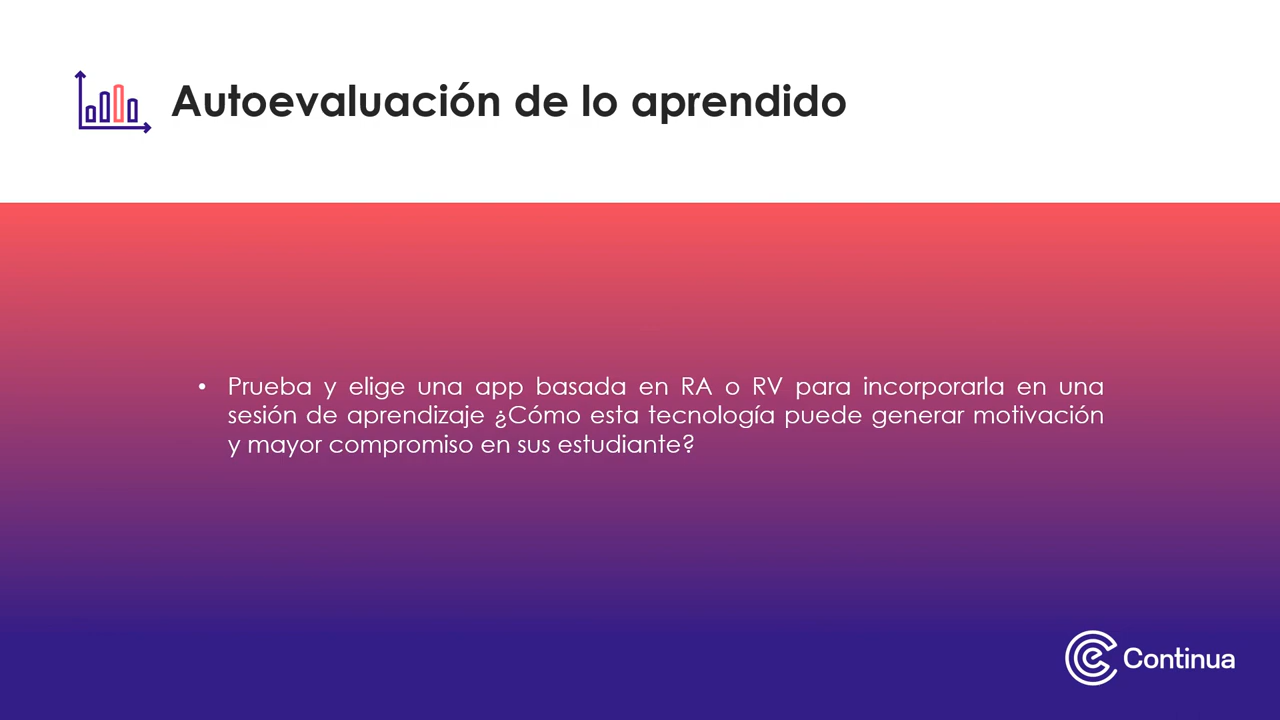 Autoevaluación de lo aprendido
• Prueba y elige una app basada en RA o RV para incorporarla en una
sesión de aprendizaje ¿Cómo esta tecnología puede generar motivación
y mayor compromiso en sus estudiante?
Continua